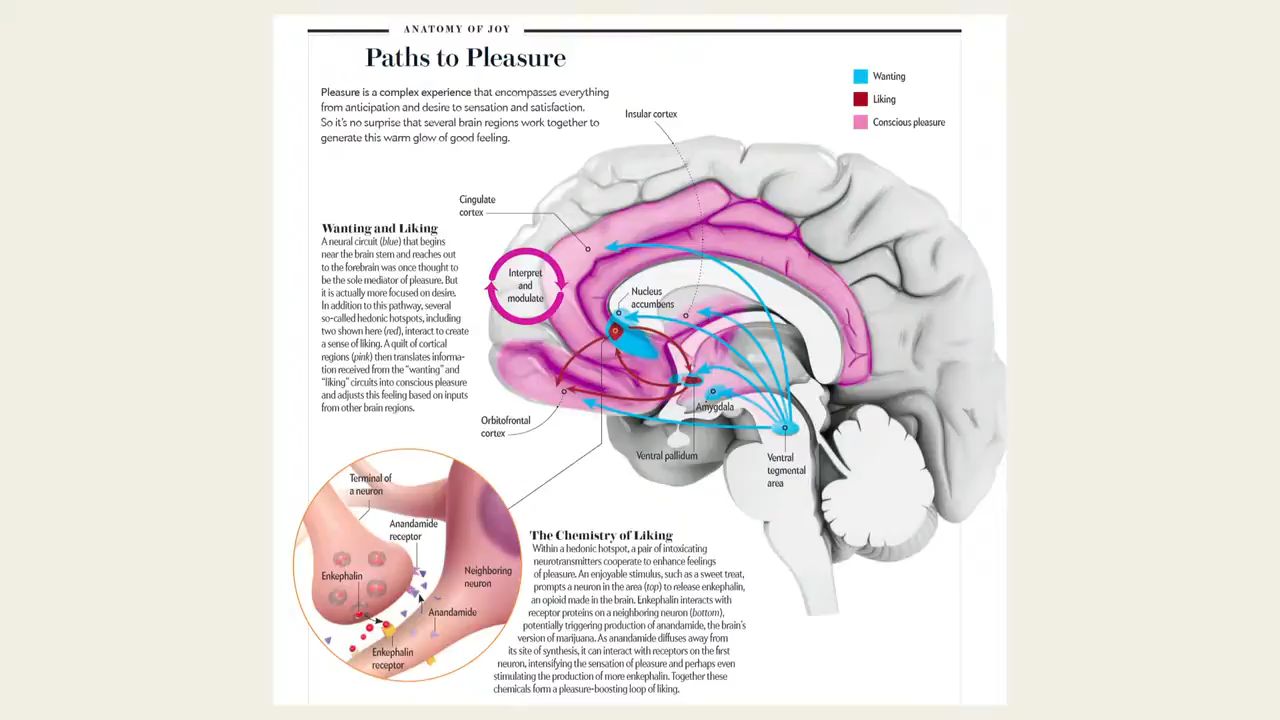 ANATOMY OF JOY
Paths to Pleasure
Pleasure is a complex experience that encompasses everything
from anticipation and desire to sensation and satisfaction.
So it's no surprise that several brain regions work together to
generate this warm glow of good feeling.
Wanting
Liking
Conscious pleasure
Insular cortex
Cingulate
cortex
Wanting and Liking
A neural circuit (blue) that begins
near the brain stem and reaches out
to the forebrain was once thought to
be the sole mediator of pleasure. But
it is actually more focused on desire.
In addition to this pathway, several
so-called hedonic hotspots, including
two shown here (red), interact to create
a sense of liking. A quilt of cortical
regions (pink) then translates informa-
tion received from the "wanting" and
"liking" circuits into conscious pleasure
and adjusts this feeling based on inputs
from other brain regions.
Interpret
and
modulate
Nucleus
accumbens
Amygdala
Orbitofrontal
cortex
Ventral pallidum
Ventral
tegmental
area
Terminal of
a neuron
Anandamide
receptor
Enkephalin
Neighboring
neuron
Anandamide
Enkephalin
receptor
The Chemistry of Liking
Within a hedonic hotspot, a pair of intoxicating
neurotransmitters cooperate to enhance feelings
of pleasure. An enjoyable stimulus, such as a sweet treat,
prompts a neuron in the area (top) to release enkephalin,
an opioid made in the brain. Enkephalin interacts with
receptor proteins on a neighboring neuron (bottom),
potentially triggering production of anandamide, the brain's
version of marijuana. As anandamide diffuses away from
its site of synthesis, it can interact with receptors on the first
neuron, intensifying the sensation of pleasure and perhaps even
stimulating the production of more enkephalin. Together these
chemicals form a pleasure-boosting loop of liking.